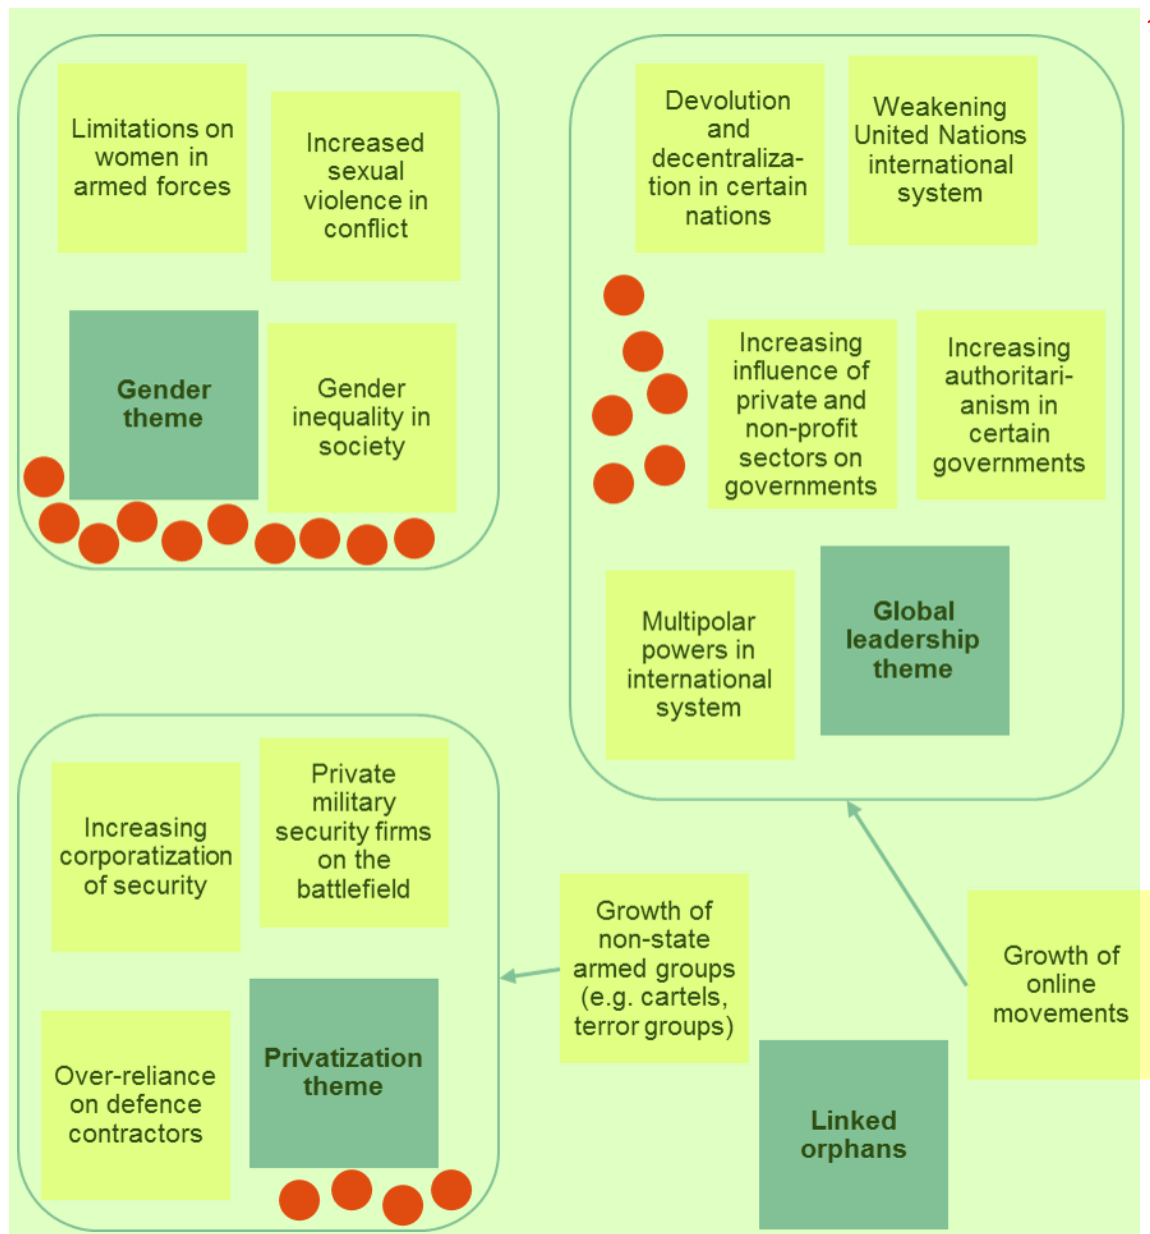 Limitations on
women in
armed forces
Increased
sexual
violence in
conflict
Gender
theme
Gender
inequality in
society
Devolution
and
decentraliza-
tion in certain
nations
Weakening
United Nations
international
system
Increasing
influence of
private and
non-profit
sectors on
governments
Increasing
authoritari-
anism in
certain
governments
Multipolar
powers in
international
system
Global
leadership
theme
Increasing
corporatization
of security
Private
military
security firms
on the
battlefield
Over-reliance
on defence
contractors
Privatization
theme
Growth of
non-state
armed groups
(e.g. cartels,
terror groups)
Growth of
online
movements
Linked
orphans